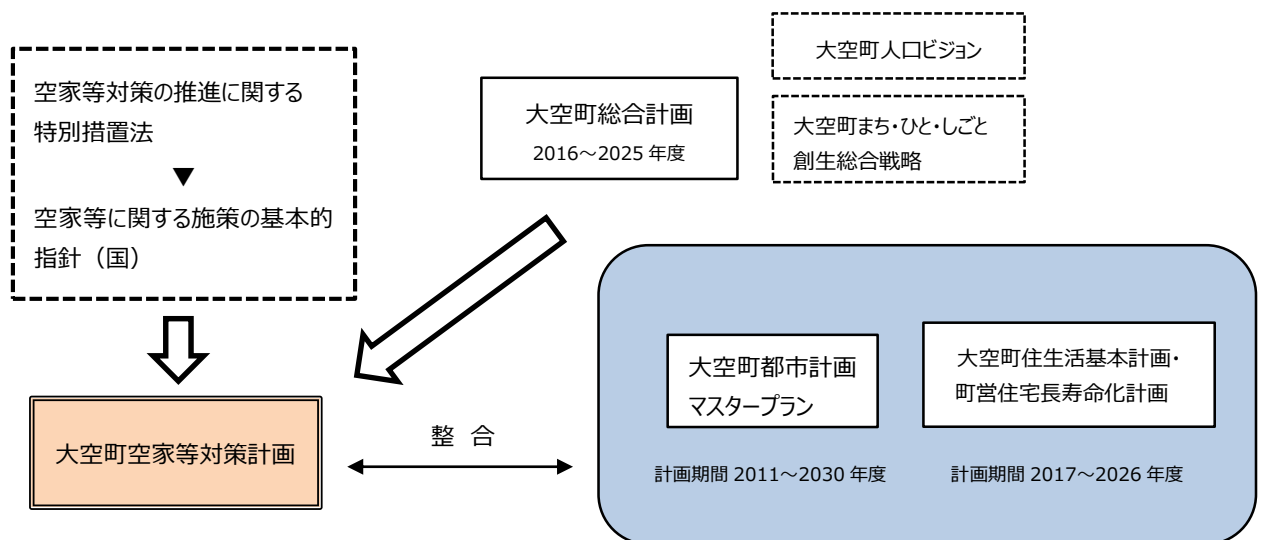 空家等対策の推進に関する
特別措置法
▼
空家等に関する施策の基本的
指針（国）
大空町総合計画
2016～2025 年度
大空町人口ビジョン
大空町まち・ひと・しごと
創生総合戦略
大空町空家等対策計画
整 合
大空町都市計画
マスタープラン
計画期間 2011～2030 年度
大空町住生活基本計画・
町営住宅長寿命化計画
計画期間 2017～2026 年度